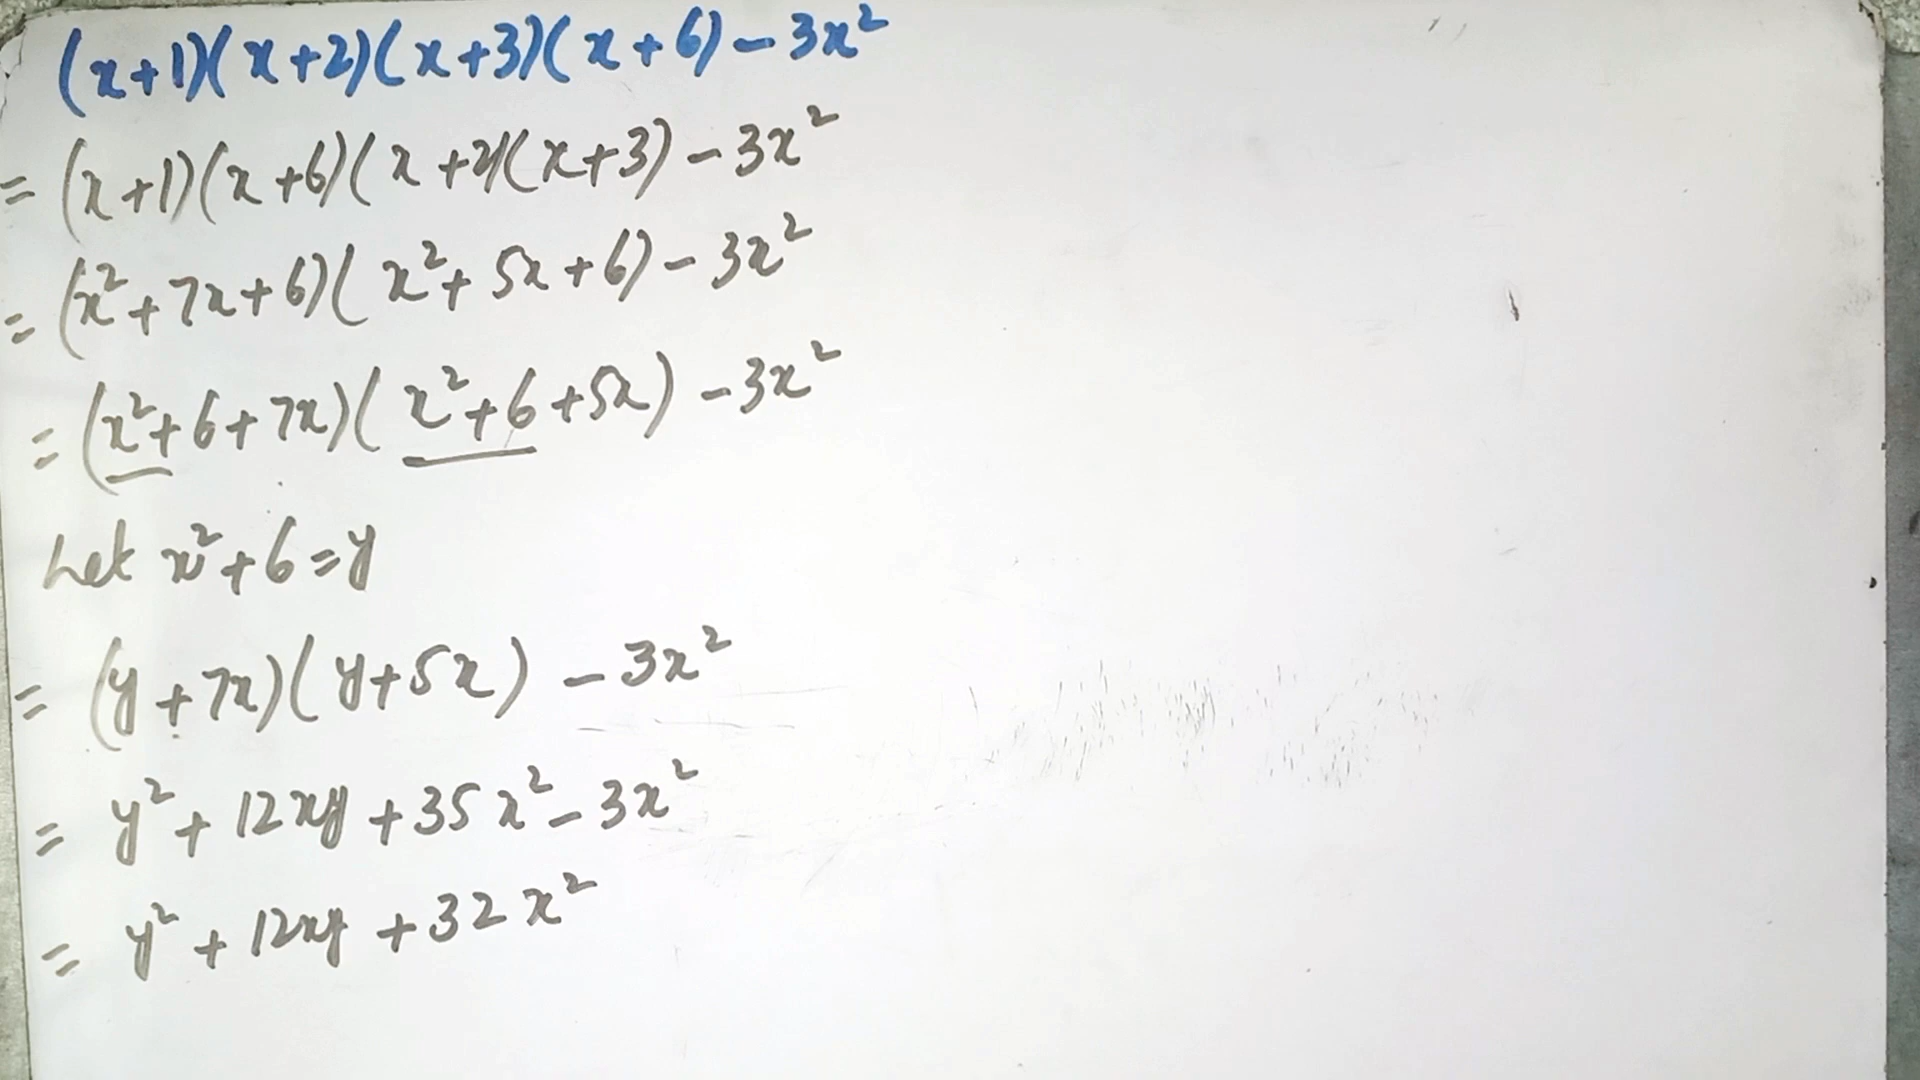 (x+1)(x+2)(x+3)(x+6)-3x²
= (x+1)(x+6)(x+2)(x+3)-3x²
= (x²+7x+6)(x²+5x+6)-3x²
= (x²+6+7x)(x²+6+5x)-3x²
Let x²+6=y
= (y+7x)(y+5x)-3x²
= y²+12xy+35x²-3x²
= y²+12xy+32x²